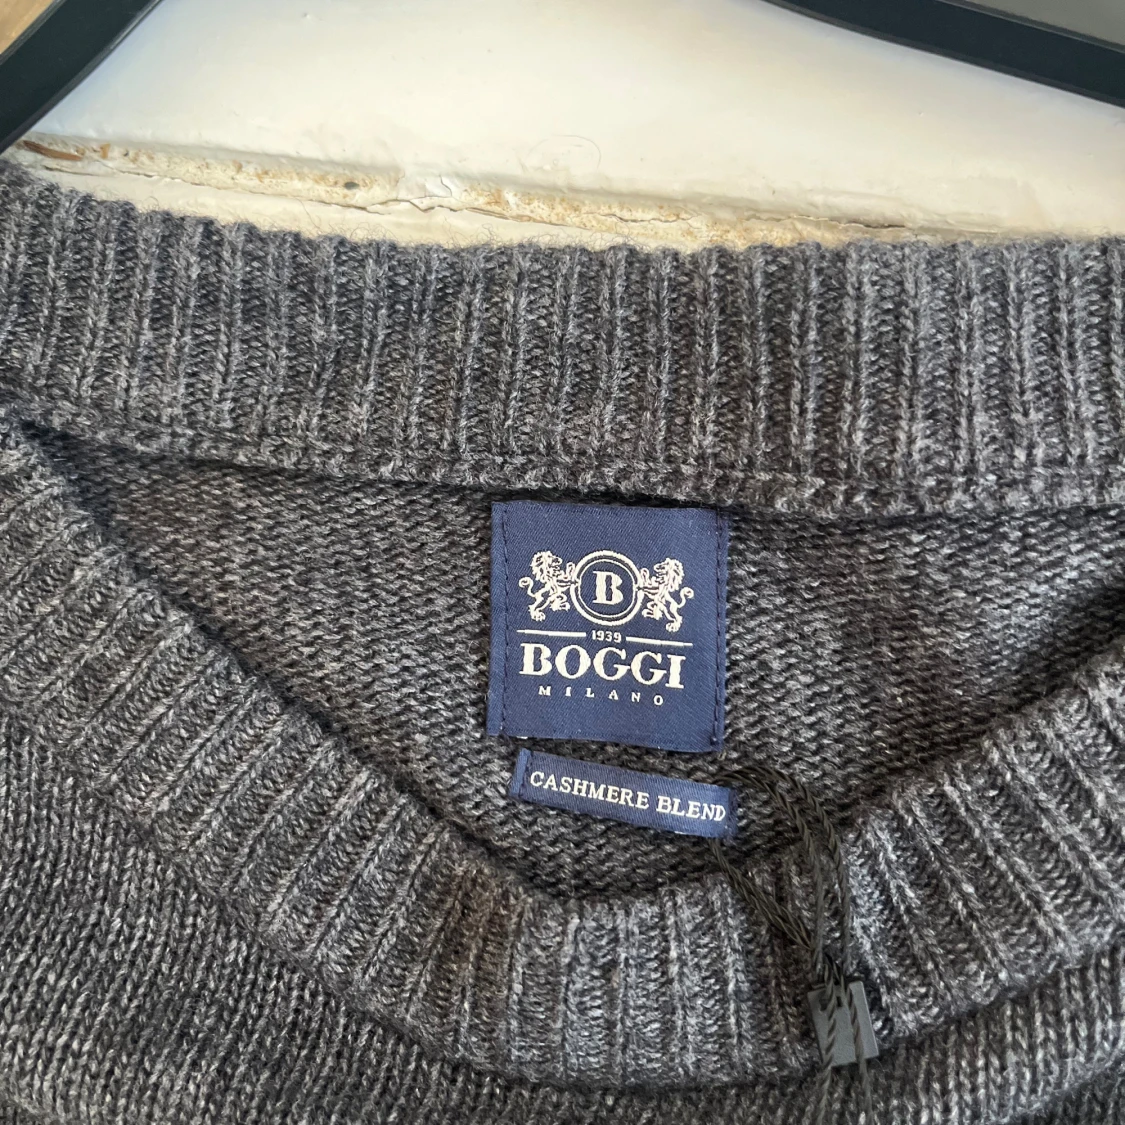 B
1939
BOGGI
MILANO
CASHMERE BLEND